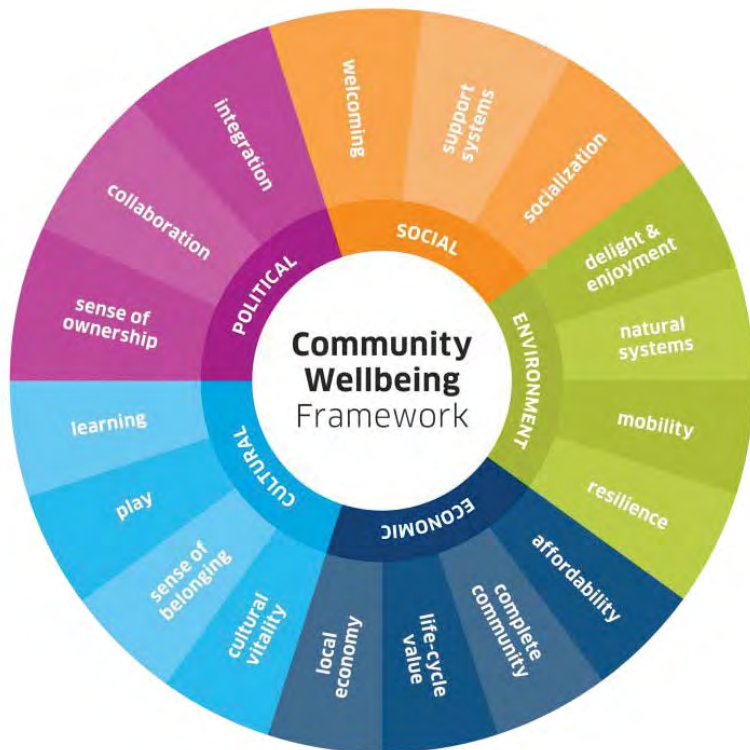 Community
Wellbeing
Framework
SOCIAL
welcoming
support
systems
socialization
ENVIRONMENT
delight &
enjoyment
natural
systems
mobility
resilience
ECONOMIC
affordability
complete
community
life-cycle
value
local
economy
CULTURAL
cultural
vitality
sense of
belonging
play
learning
POLITICAL
sense of
ownership
collaboration
integration